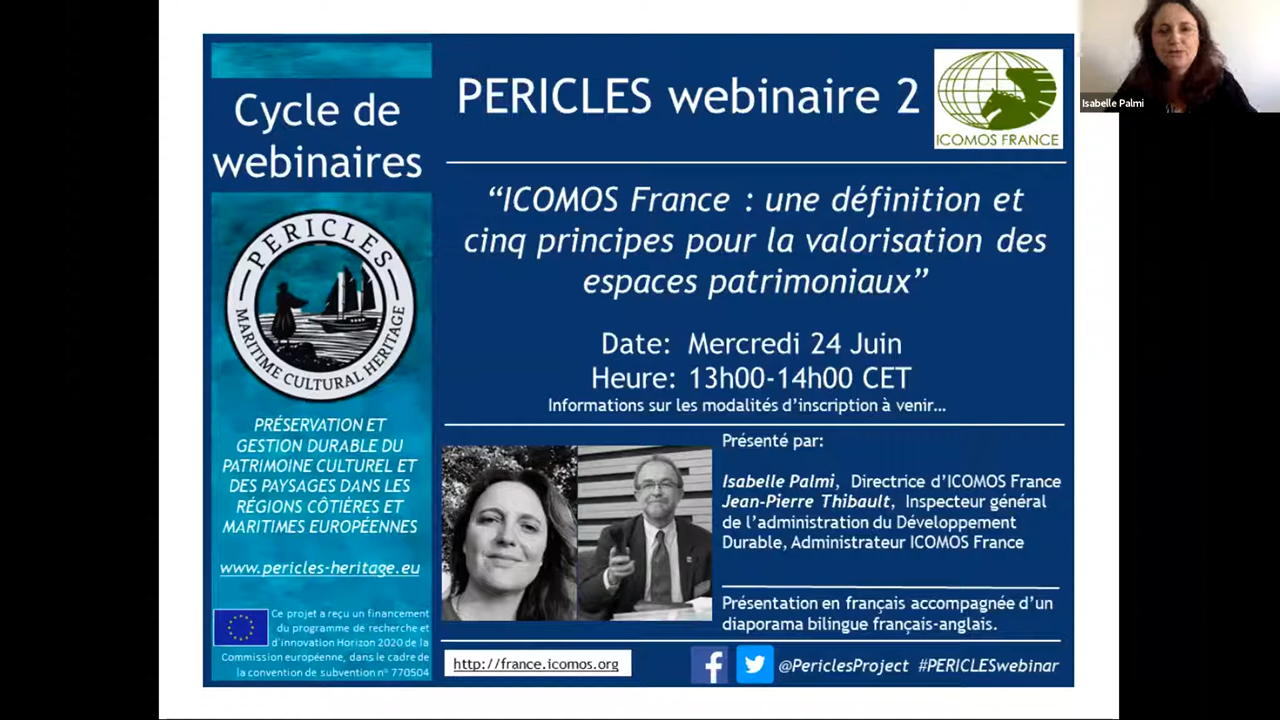 Cycle de
webinaires
PERICLES
MARITIME CULTURAL HERITAGE
PRÉSERVATION ET
GESTION DURABLE DU
PATRIMOINE CULTUREL ET
DES PAYSAGES DANS LES
RÉGIONS CÔTIÈRES ET
MARITIMES EUROPÉENNES
www.pericles-heritage.eu
Ce projet a reçu un financement
du programme de recherche et
d'innovation Horizon 2020 de la
Commission européenne, dans le cadre de
la convention de subvention n° 770504
PERICLES webinaire 2
ICOMOS FRANCE
“ICOMOS France : une définition et
cinq principes pour la valorisation des
espaces patrimoniaux”
Date: Mercredi 24 Juin
Heure: 13h00-14h00 CET
Informations sur les modalités d’inscription à venir…
Présenté par:
Isabelle Palmi, Directrice d’ICOMOS France
Jean-Pierre Thibault, Inspecteur général
de l’administration du Développement
Durable, Administrateur ICOMOS France
Présentation en français accompagnée d’un
diaporama bilingue français-anglais.
http://france.icomos.org
@PericlesProject #PERICLESwebinar
Isabelle Palmi